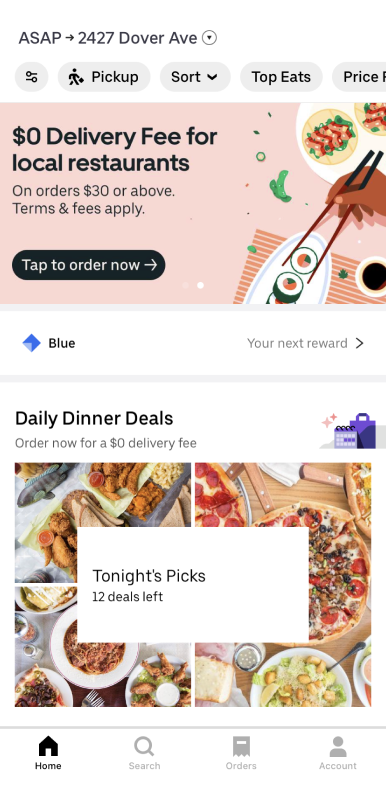 ASAP → 2427 Dover Ave
Pickup
Sort
Top Eats
Price
$0 Delivery Fee for
local restaurants
On orders $30 or above.
Terms & fees apply.
Tap to order now →
Blue
Your next reward
Daily Dinner Deals
Order now for a $0 delivery fee
Tonight's Picks
12 deals left
Home
Search
Orders
Account